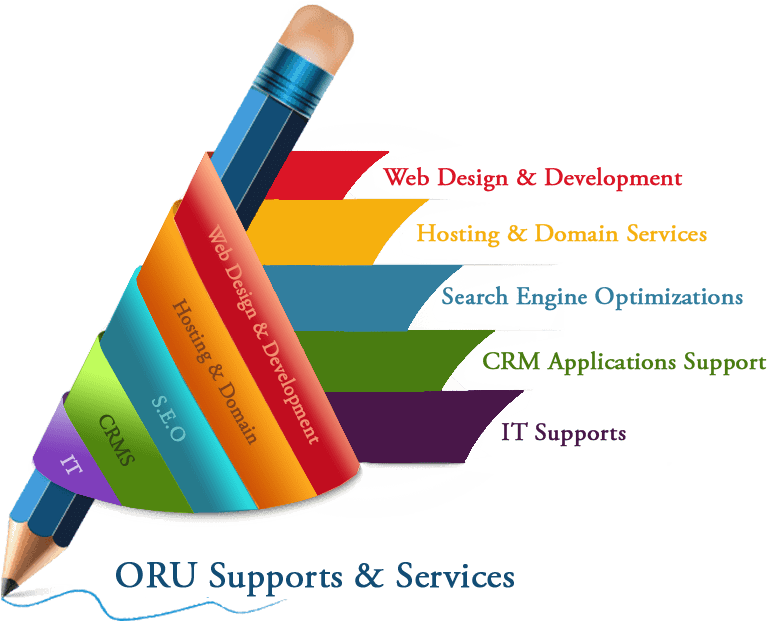 Web Design & Development
Hosting & Domain Services
Search Engine Optimizations
CRM Applications Support
IT Supports
Web Design & Development
Hosting & Domain
S.E.O
CRMS
IT
ORU Supports & Services